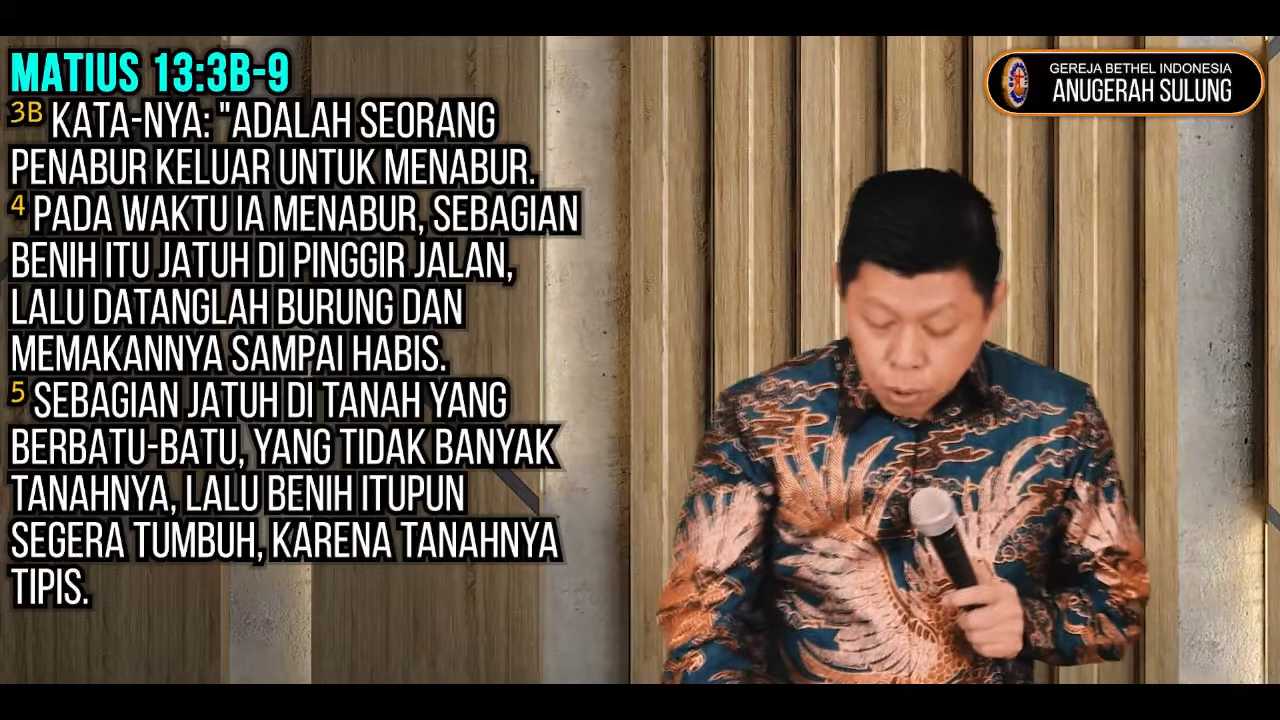 MATIUS 13:3B-9
3B KATA-NYA: "ADALAH SEORANG
PENABUR KELUAR UNTUK MENABUR.
4 PADA WAKTU IA MENABUR, SEBAGIAN
BENIH ITU JATUH DI PINGGIR JALAN,
LALU DATANGLAH BURUNG DAN
MEMAKANNYA SAMPAI HABIS.
5 SEBAGIAN JATUH DI TANAH YANG
BERBATU-BATU, YANG TIDAK BANYAK
TANAHNYA, LALU BENIH ITUPUN
SEGERA TUMBUH, KARENA TANAHNYA
TIPIS.
GEREJA BETHEL INDONESIA
ANUGERAH SULUNG